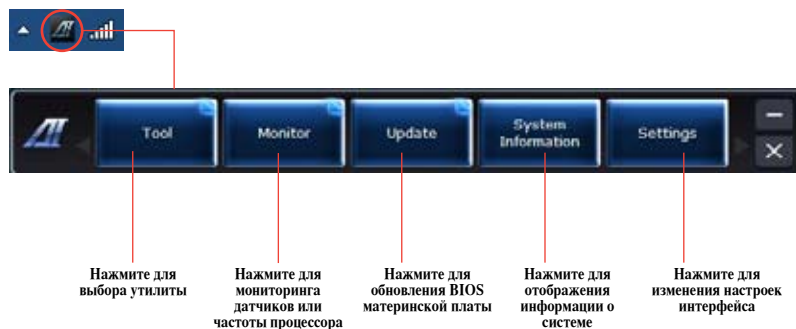 Tool
Monitor
Update
System
Information
Settings
Нажмите для
выбора утилиты
Нажмите для
мониторинга
датчиков или
частоты процессора
Нажмите для
обновления BIOS
материнской платы
Нажмите для
отображения
информации о
системе
Нажмите для
изменения настроек
интерфейса